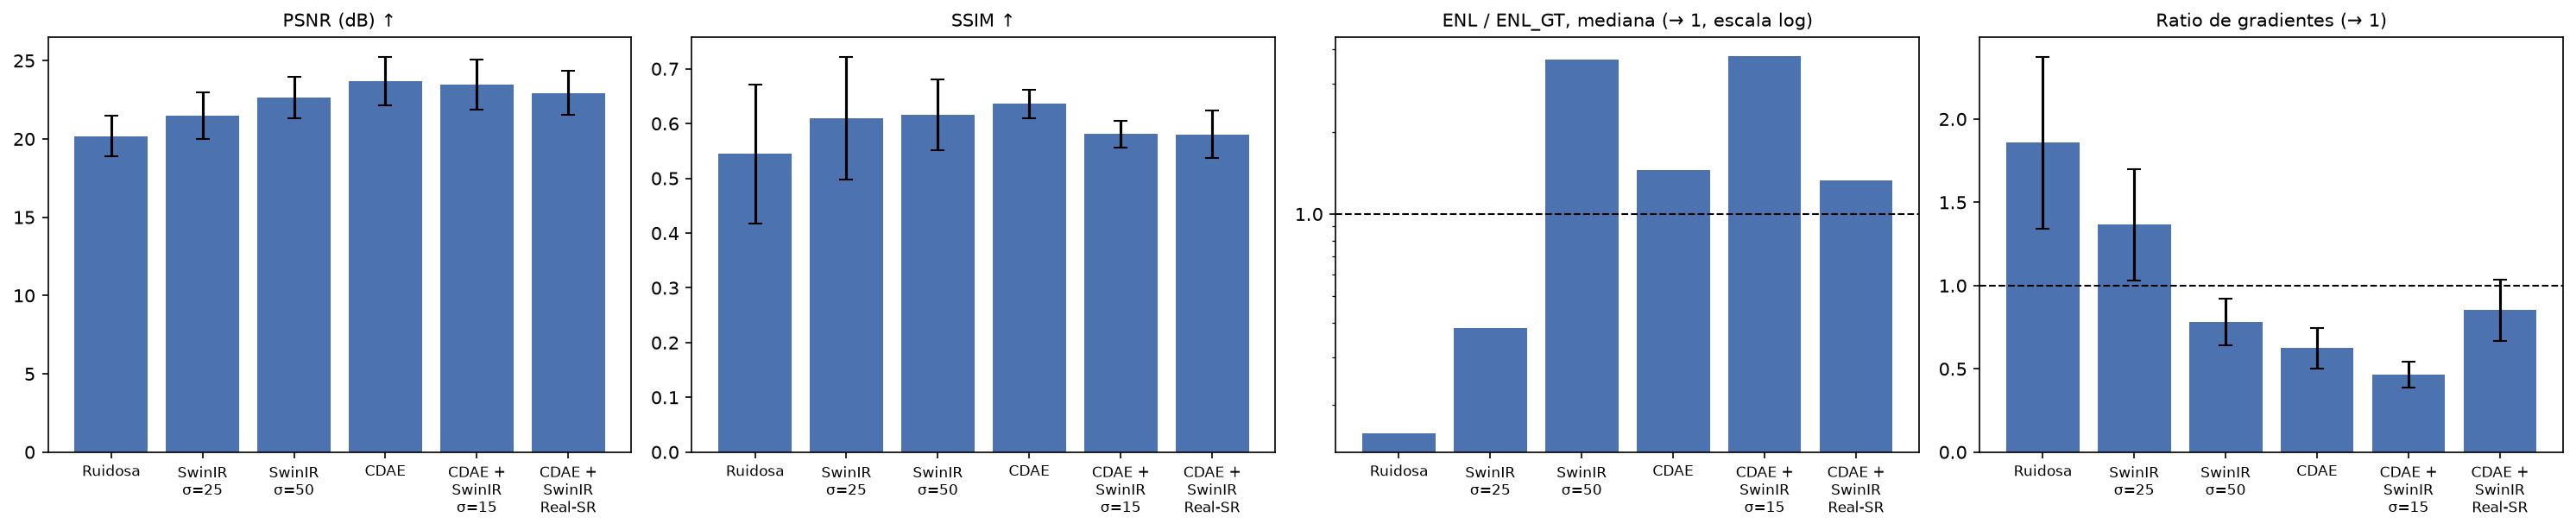 PSNR (dB) ↑
25
20
15
10
5
0
Ruidosa
SwinIR
σ=25
SwinIR
σ=50
CDAE
CDAE +
SwinIR
σ=15
CDAE +
SwinIR
Real-SR
SSIM ↑
0.7
0.6
0.5
0.4
0.3
0.2
0.1
0.0
Ruidosa
SwinIR
σ=25
SwinIR
σ=50
CDAE
CDAE +
SwinIR
σ=15
CDAE +
SwinIR
Real-SR
ENL / ENL_GT, mediana (→ 1, escala log)
1.0
Ruidosa
SwinIR
σ=25
SwinIR
σ=50
CDAE
CDAE +
SwinIR
σ=15
CDAE +
SwinIR
Real-SR
Ratio de gradientes (→ 1)
2.0
1.5
1.0
0.5
0.0
Ruidosa
SwinIR
σ=25
SwinIR
σ=50
CDAE
CDAE +
SwinIR
σ=15
CDAE +
SwinIR
Real-SR